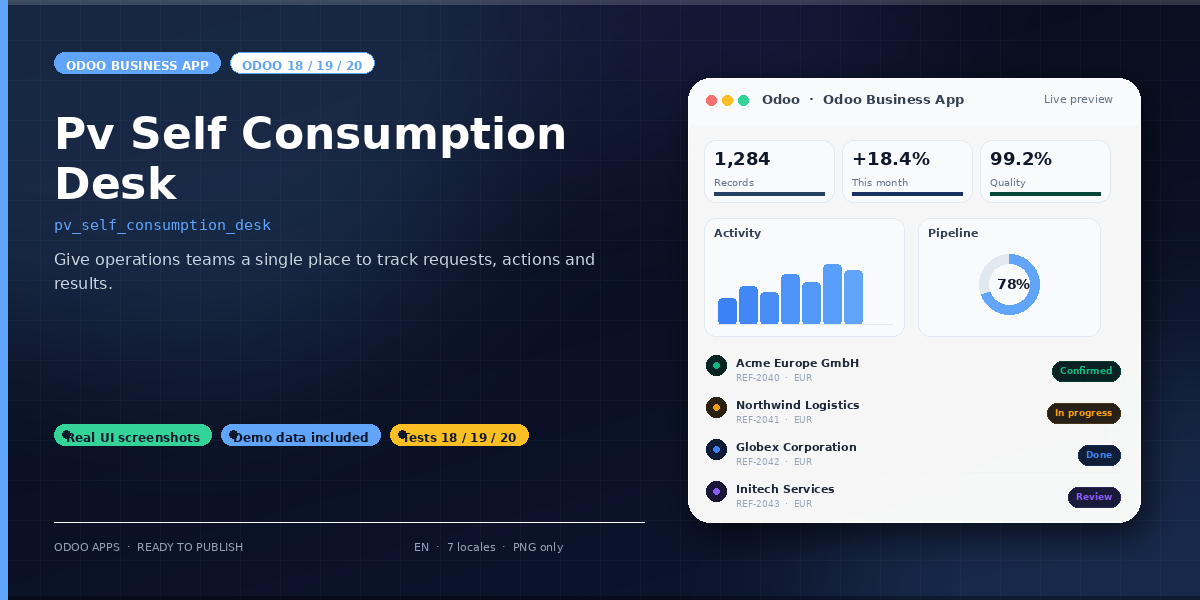 ODOO BUSINESS APP
ODOO 18 / 19 / 20
Pv Self Consumption
Desk
pv_self_consumption_desk
Give operations teams a single place to track requests, actions and
results.
Real UI screenshots
Demo data included
Tests 18 / 19 / 20
ODOO APPS · READY TO PUBLISH
EN · 7 locales · PNG only
Odoo · Odoo Business App
Live preview
1,284
Records
+18.4%
This month
99.2%
Quality
Activity
Pipeline
78%
Acme Europe GmbH
REF-2040 · EUR
Confirmed
Northwind Logistics
REF-2041 · EUR
In progress
Globex Corporation
REF-2042 · EUR
Done
Initech Services
REF-2043 · EUR
Review